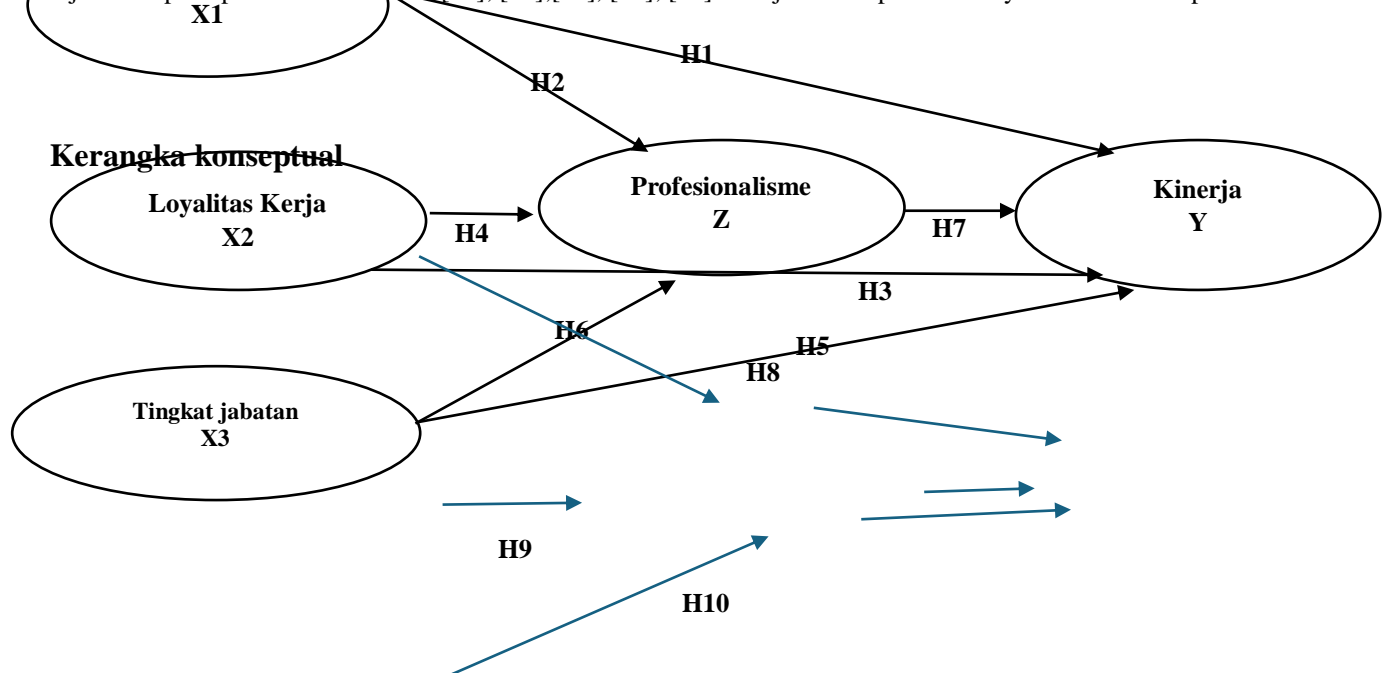 X1
H1
H2
Kerangka konseptual
Loyalitas Kerja
X2
Profesionalisme
Z
Kinerja
Y
H4
H7
H3
H6
H5
H8
Tingkat jabatan
X3
H9
H10